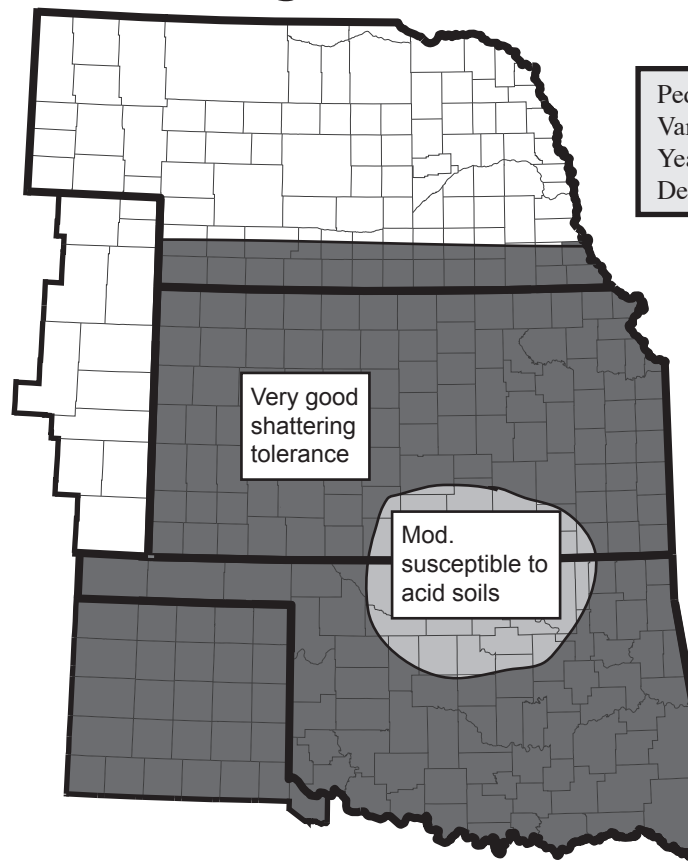 Very good
shattering
tolerance
Mod.
susceptible to
acid soils